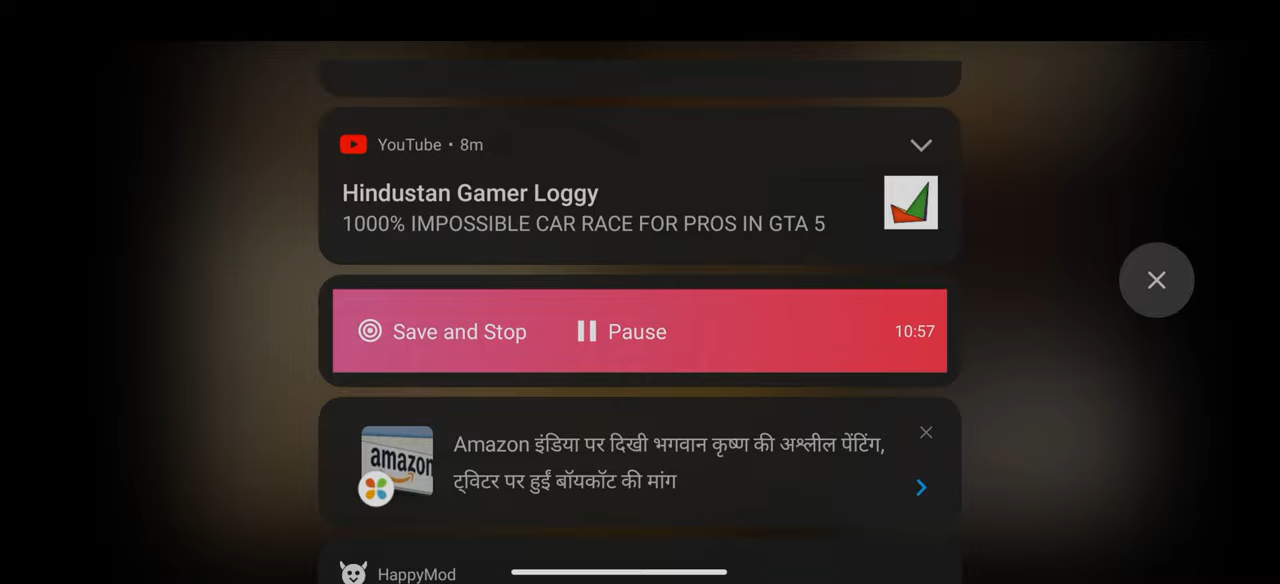 YouTube • 8m
Hindustan Gamer Loggy
1000% IMPOSSIBLE CAR RACE FOR PROS IN GTA 5
Save and Stop
Pause
10:57
amazon
Amazon इंडिया पर दिखी भगवान कृष्ण की अश्लील पेंटिंग,
ट्विटर पर हुईं बॉयकॉट की मांग
HappyMod